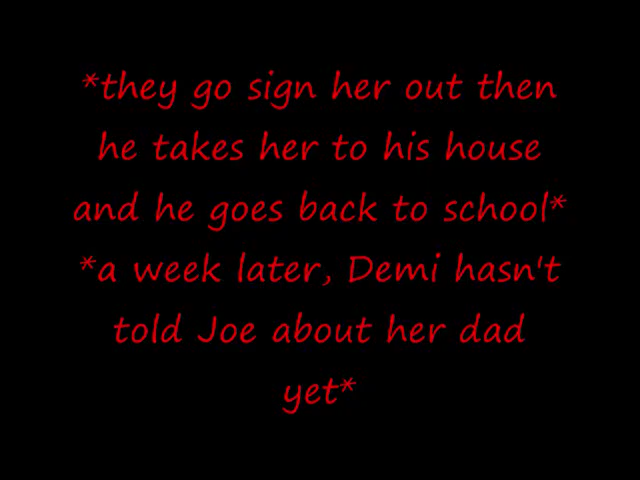 *they go sign her out then
he takes her to his house
and he goes back to school*
*a week later, Demi hasn't
told Joe about her dad
yet*